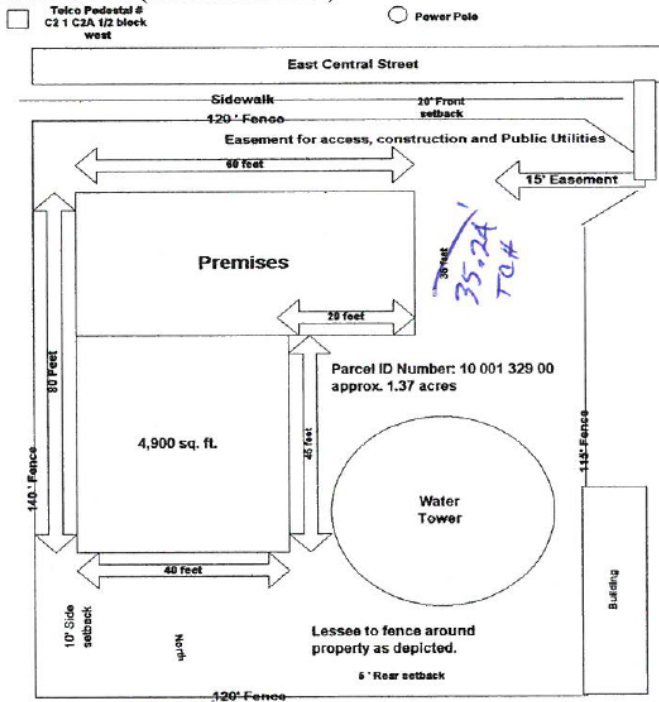 Telco Pedestal #
C2 1 C2A 1/2 block
west
Power Pole
East Central Street
Sidewalk
20' Front
setback
120 ' Fence
Easement for access, construction and Public Utilities
60 feet
15' Easement
35.24'
TCH
Premises
20 feet
80 Feet
Parcel ID Number: 10 001 329 00
approx. 1.37 acres
4,900 sq. ft.
45 feet
140 ' Fence
115' Fence
Water
Tower
40 feet
Building
10' Side
setback
North
Lessee to fence around
property as depicted.
5 ' Rear setback
120' Fence